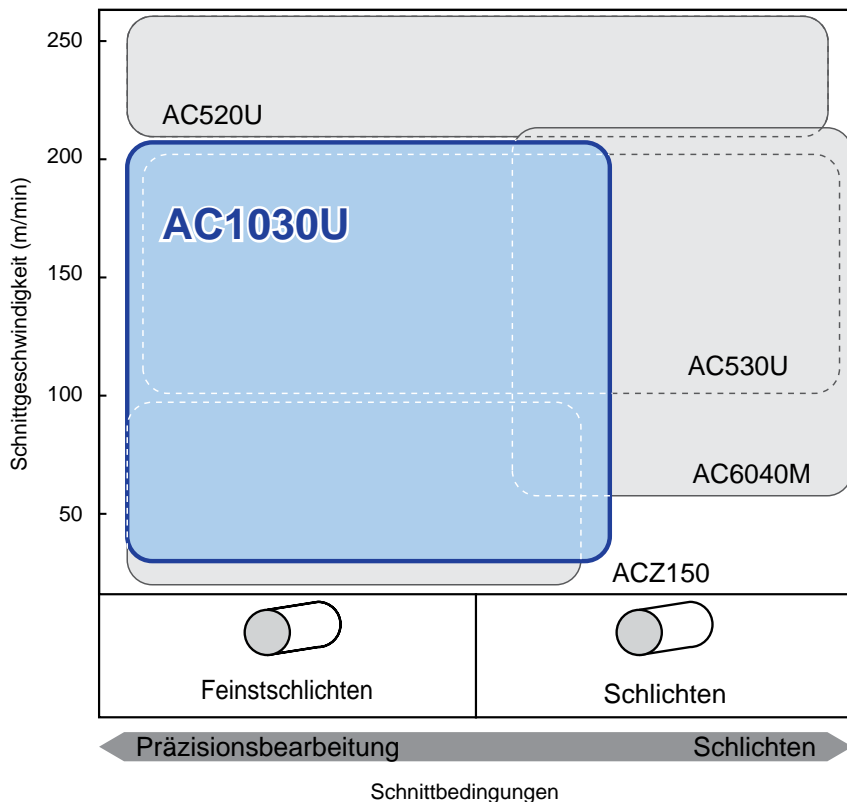 Schnittgeschwindigkeit (m/min)
250
200
150
100
50
AC520U
AC1030U
AC530U
AC6040M
ACZ150
Feinstschlichten
Schlichten
Präzisionsbearbeitung
Schlichten
Schnittbedingungen